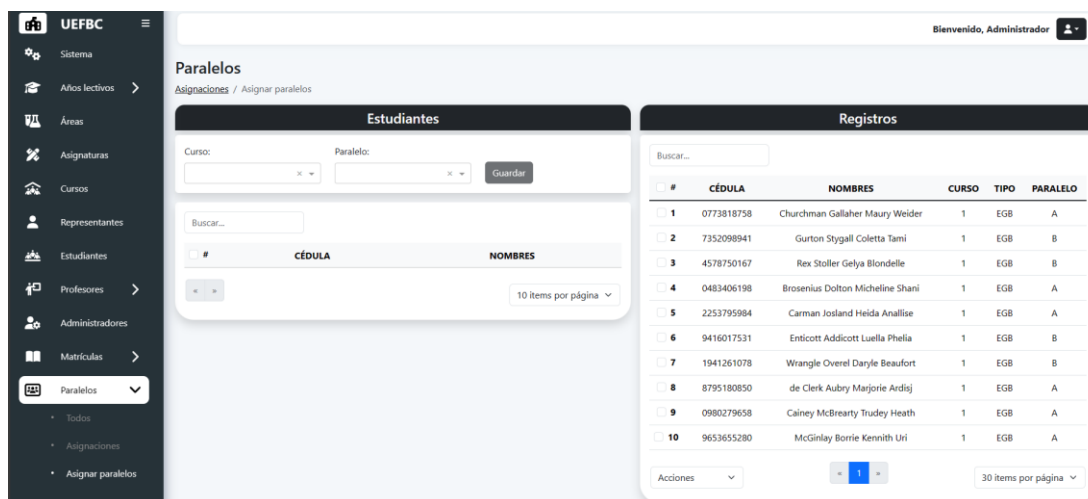 UEFBC
Bienvenido, Administrador
Sistema
Años lectivos
Áreas
Asignaturas
Cursos
Representantes
Estudiantes
Profesores
Administradores
Matrículas
Paralelos
Todos
Asignaciones
Asignar paralelos
Paralelos
Asignaciones / Asignar paralelos
Estudiantes
Curso: Paralelo:
Guardar
Buscar...
# CÉDULA NOMBRES
« »
10 items por página
Registros
Buscar...
# CÉDULA NOMBRES CURSO TIPO PARALELO
1 0773818758 Churchman Gallaher Maury Weider 1 EGB A
2 7352098941 Gurton Stygall Coletta Tami 1 EGB B
3 4578750167 Rex Stoller Gelya Blondelle 1 EGB B
4 0483406198 Brosenius Dolton Micheline Shani 1 EGB A
5 2253795984 Carman Josland Heida Anallise 1 EGB A
6 9416017531 Enticott Addicott Luella Phelia 1 EGB B
7 1941261078 Wrangle Overel Daryle Beaufort 1 EGB B
8 8795180850 de Clerk Aubry Marjorie Ardisj 1 EGB A
9 0980279658 Cainey McBrearty Trudey Heath 1 EGB A
10 9653655280 McGinlay Borrie Kennith Uri 1 EGB A
Acciones
« 1 »
30 items por página